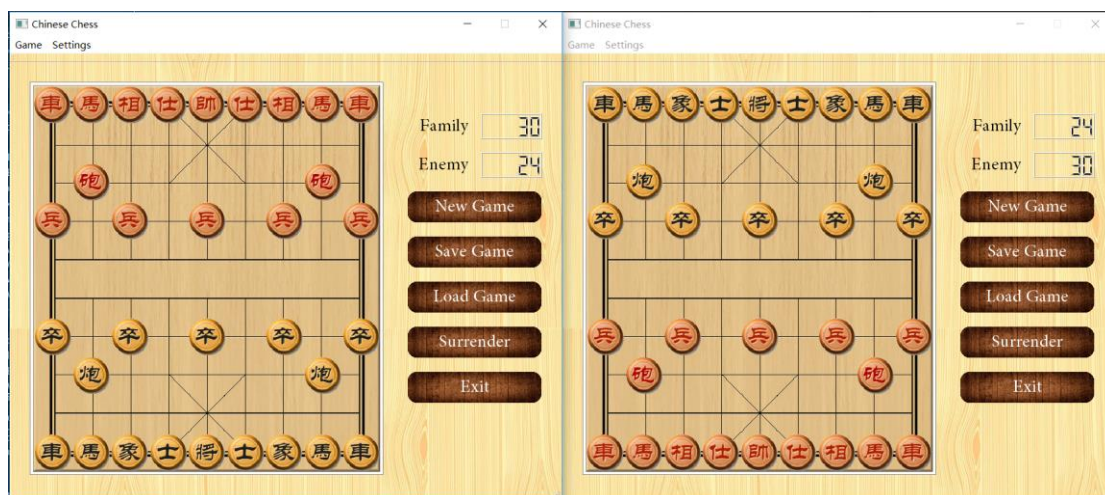 Chinese Chess
Game Settings
車馬相仕帥仕相馬車
砲 砲
兵 兵 兵 兵 兵
卒 卒 卒 卒 卒
炮 炮
車馬象士将士象馬車
Family 30
Enemy 24
New Game
Save Game
Load Game
Surrender
Exit
Chinese Chess
Game Settings
車馬象士将士象馬車
炮 炮
卒 卒 卒 卒 卒
兵 兵 兵 兵 兵
砲 砲
車馬相仕帥仕相馬車
Family 24
Enemy 30
New Game
Save Game
Load Game
Surrender
Exit